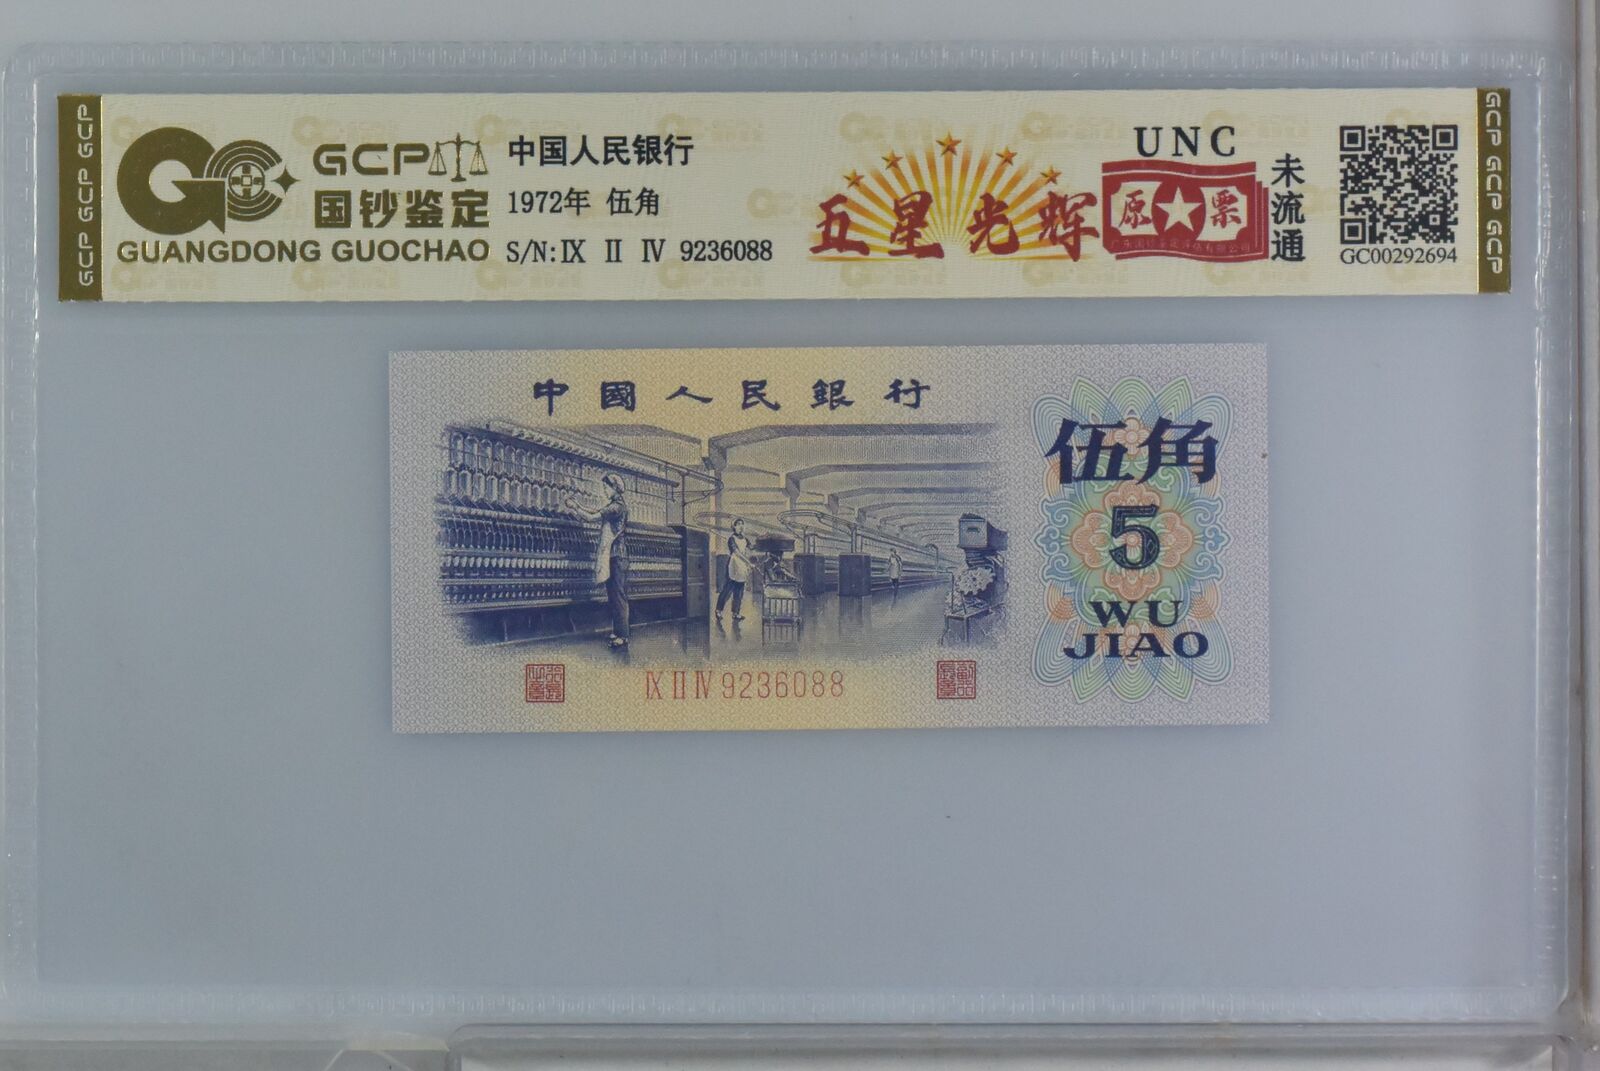 GCP GCP GCP
GCP
国钞鉴定
GUANGDONG GUOCHAO
中国人民银行
1972年 伍角
S/N:Ⅸ Ⅱ Ⅳ 9236088
五星光辉
UNC
原票
未流通
GC00292694
GCP GCP GCP
中國人民銀行
伍角
5
WU
JIAO
Ⅸ Ⅱ Ⅳ 9236088